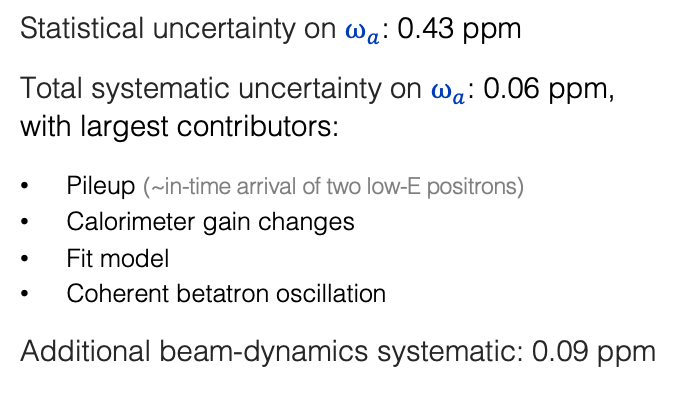 Statistical uncertainty on ωₐ: 0.43 ppm
Total systematic uncertainty on ωₐ: 0.06 ppm,
with largest contributors:
• Pileup (~in-time arrival of two low-E positrons)
• Calorimeter gain changes
• Fit model
• Coherent betatron oscillation
Additional beam-dynamics systematic: 0.09 ppm